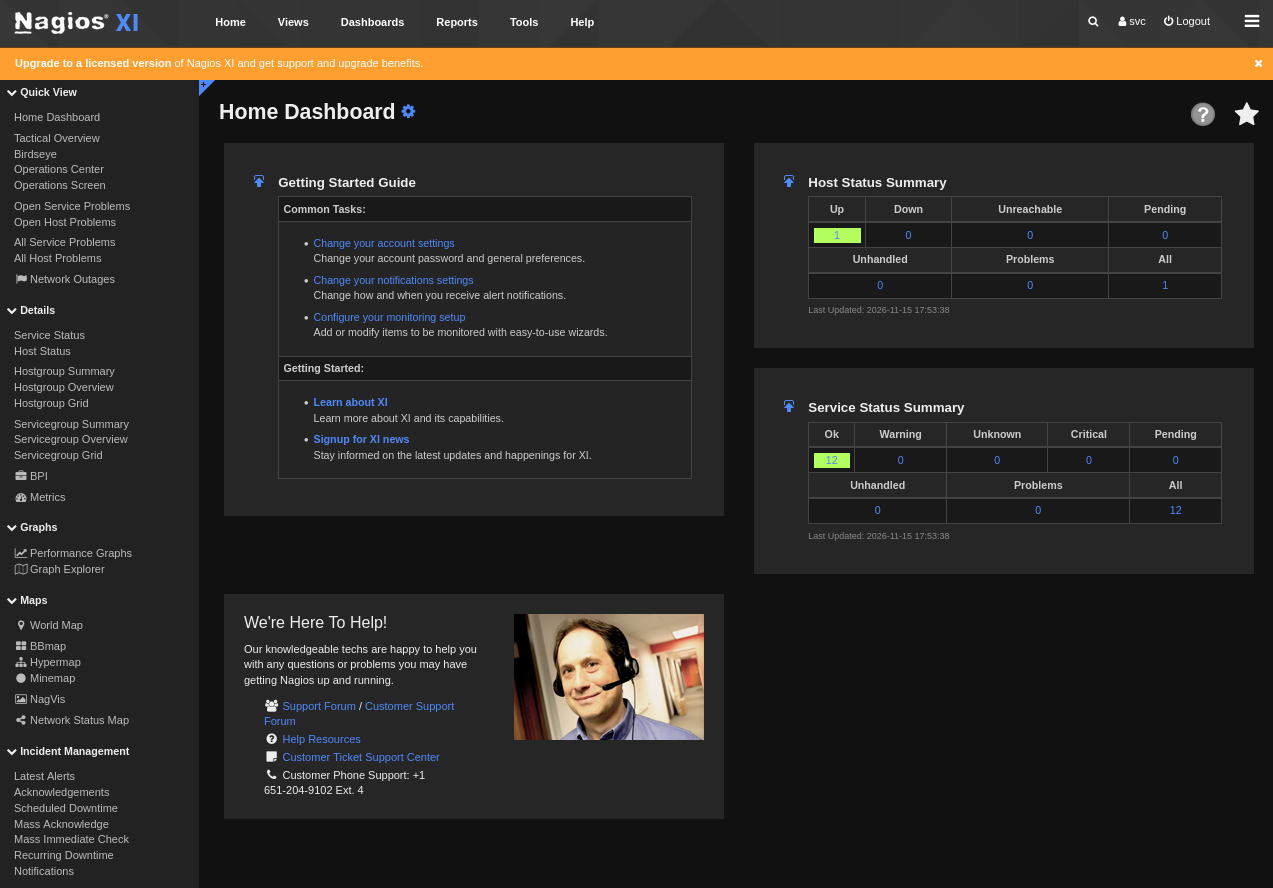 Nagios® XI
Home Views Dashboards Reports Tools Help
svc Logout
Upgrade to a licensed version of Nagios XI and get support and upgrade benefits.
Quick View
Home Dashboard
Tactical Overview
Birdseye
Operations Center
Operations Screen
Open Service Problems
Open Host Problems
All Service Problems
All Host Problems
Network Outages
Details
Service Status
Host Status
Hostgroup Summary
Hostgroup Overview
Hostgroup Grid
Servicegroup Summary
Servicegroup Overview
Servicegroup Grid
BPI
Metrics
Graphs
Performance Graphs
Graph Explorer
Maps
World Map
BBmap
Hypermap
Minemap
NagVis
Network Status Map
Incident Management
Latest Alerts
Acknowledgements
Scheduled Downtime
Mass Acknowledge
Mass Immediate Check
Recurring Downtime
Notifications
Home Dashboard
Getting Started Guide
Common Tasks:
• Change your account settings
Change your account password and general preferences.
• Change your notifications settings
Change how and when you receive alert notifications.
• Configure your monitoring setup
Add or modify items to be monitored with easy-to-use wizards.
Getting Started:
• Learn about XI
Learn more about XI and its capabilities.
• Signup for XI news
Stay informed on the latest updates and happenings for XI.
Host Status Summary
Up Down Unreachable Pending
1 0 0 0
Unhandled Problems All
0 0 1
Last Updated: 2026-11-15 17:53:38
Service Status Summary
Ok Warning Unknown Critical Pending
12 0 0 0 0
Unhandled Problems All
0 0 12
Last Updated: 2026-11-15 17:53:38
We're Here To Help!
Our knowledgeable techs are happy to help you
with any questions or problems you may have
getting Nagios up and running.
Support Forum / Customer Support
Forum
Help Resources
Customer Ticket Support Center
Customer Phone Support: +1
651-204-9102 Ext. 4